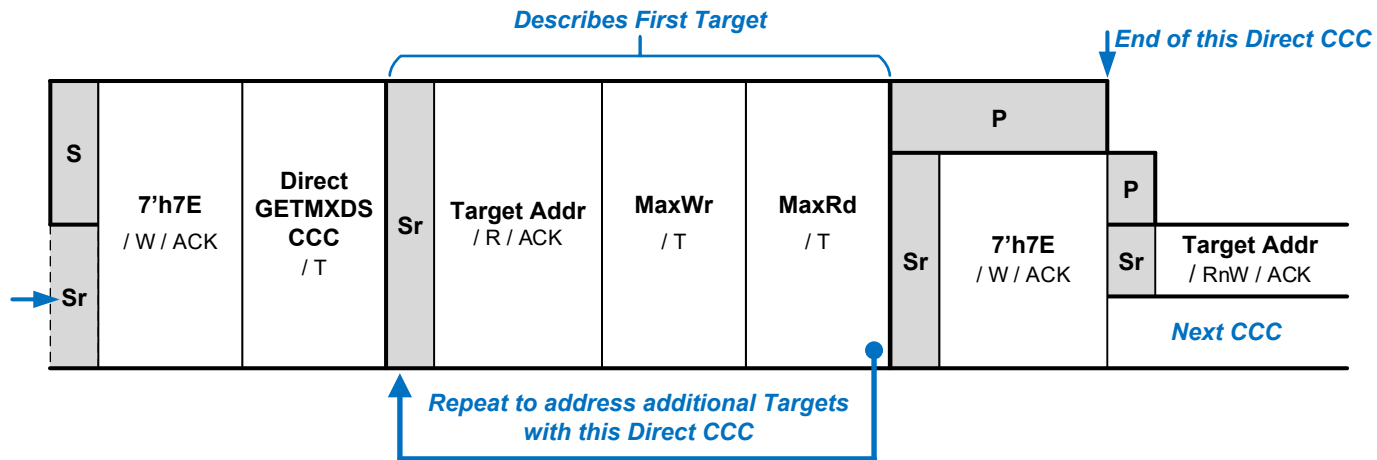 Describes First Target
End of this Direct CCC
S
Sr
7’h7E
/ W / ACK
Direct
GETMXDS
CCC
/ T
Sr
Target Addr
/ R / ACK
MaxWr
/ T
MaxRd
/ T
P
Sr
7’h7E
/ W / ACK
P
Sr
Target Addr
/ RnW / ACK
Next CCC
Repeat to address additional Targets
with this Direct CCC